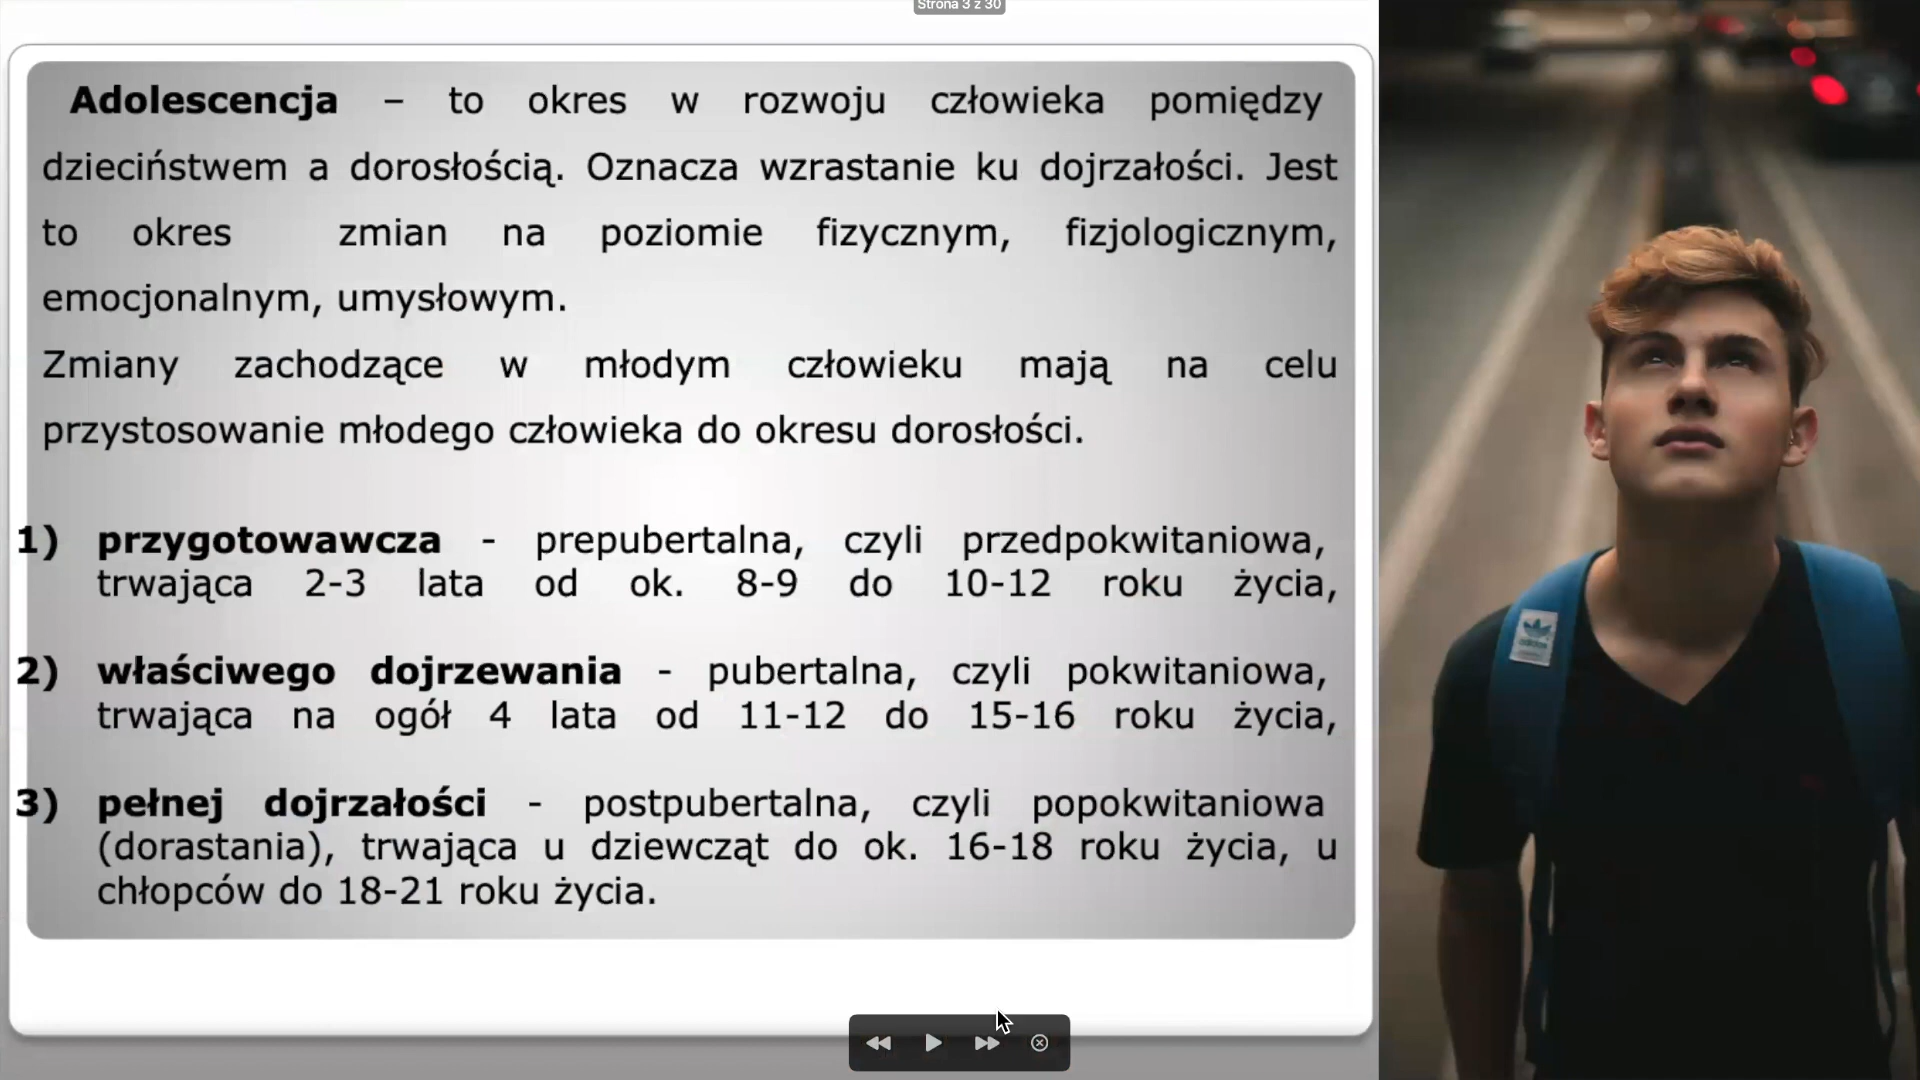 Strona 3 z 30
Adolescencja – to okres w rozwoju człowieka pomiędzy
dzieciństwem a dorosłością. Oznacza wzrastanie ku dojrzałości. Jest
to okres zmian na poziomie fizycznym, fizjologicznym,
emocjonalnym, umysłowym.
Zmiany zachodzące w młodym człowieku mają na celu
przystosowanie młodego człowieka do okresu dorosłości.
1) przygotowawcza - prepubertalna, czyli przedpokwitaniowa,
trwająca 2-3 lata od ok. 8-9 do 10-12 roku życia,
2) właściwego dojrzewania - pubertalna, czyli pokwitaniowa,
trwająca na ogół 4 lata od 11-12 do 15-16 roku życia,
3) pełnej dojrzałości - postpubertalna, czyli popokwitaniowa
(dorastania), trwająca u dziewcząt do ok. 16-18 roku życia, u
chłopców do 18-21 roku życia.
adidas